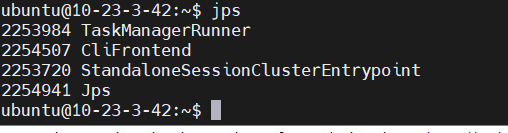 ubuntu@10-23-3-42:~$ jps
2253984 TaskManagerRunner
2254507 CliFrontend
2253720 StandaloneSessionClusterEntrypoint
2254941 Jps
ubuntu@10-23-3-42:~$